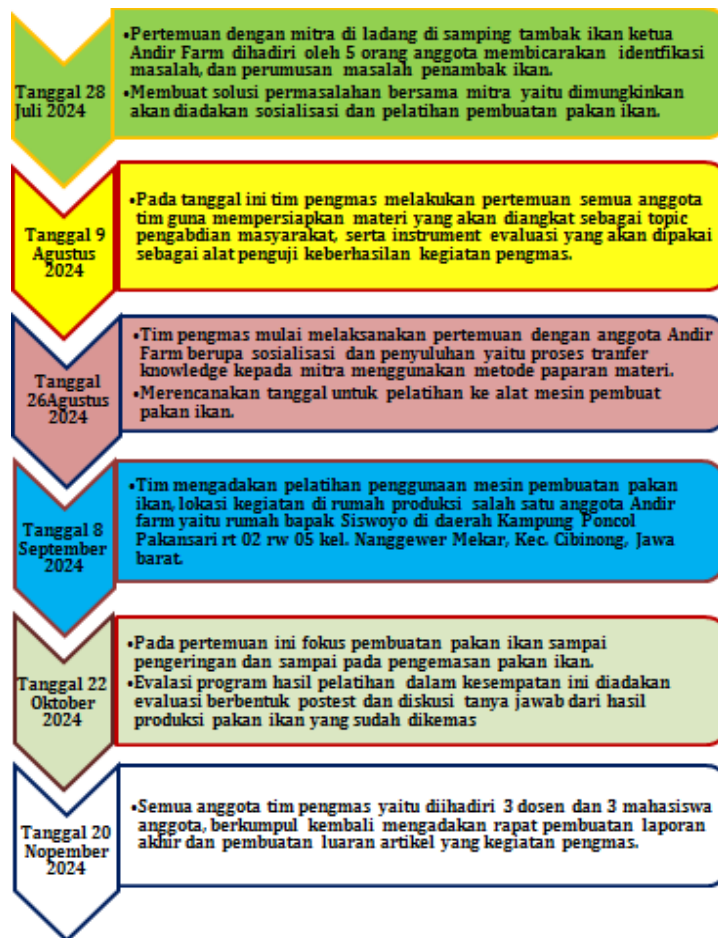 Tanggal 28
Juli 2024
•Pertemuan dengan mitra di ladang di samping tambak ikan ketua
Andir Farm dihadiri oleh 5 orang anggota membicarakan identfikasi
masalah, dan perumusan masalah penambak ikan.
•Membuat solusi permasalahan bersama mitra yaitu dimungkinkan
akan diadakan sosialisasi dan pelatihan pembuatan pakan ikan.
Tanggal 9
Agustus
2024
•Pada tanggal ini tim pengmas melakukan pertemuan semua anggota
tim guna mempersiapkan materi yang akan diangkat sebagai topic
pengabdian masyarakat, serta instrument evaluasi yang akan dipakai
sebagai alat penguji keberhasilan kegiatan pengmas.
Tanggal
26Agustus
2024
•Tim pengmas mulai melaksanakan pertemuan dengan anggota Andir
Farm berupa sosialisasi dan penyuluhan yaitu proses tranfer
knowledge kepada mitra menggunakan metode paparan materi.
•Merencanakan tanggal untuk pelatihan ke alat mesin pembuat
pakan ikan.
Tanggal 8
September
2024
•Tim mengadakan pelatihan penggunaan mesin pembuatan pakan
ikan, lokasi kegiatan di rumah produksi salah satu anggota Andir
farm yaitu rumah bapak Siswoyo di daerah Kampung Poncol
Pakansari rt 02 rw 05 kel. Nanggewer Mekar, Kec. Cibinong, Jawa
barat.
Tanggal 22
Oktober
2024
•Pada pertemuan ini fokus pembuatan pakan ikan sampai
pengeringan dan sampai pada pengemasan pakan ikan.
•Evalasi program hasil pelatihan dalam kesempatan ini diadakan
evaluasi berbentuk postest dan diskusi tanya jawab dari hasil
produksi pakan ikan yang sudah dikemas
Tanggal 20
Nopember
2024
•Semua anggota tim pengmas yaitu diihadiri 3 dosen dan 3 mahasiswa
anggota, berkumpul kembali mengadakan rapat pembuatan laporan
akhir dan pembuatan luaran artikel yang kegiatan pengmas.